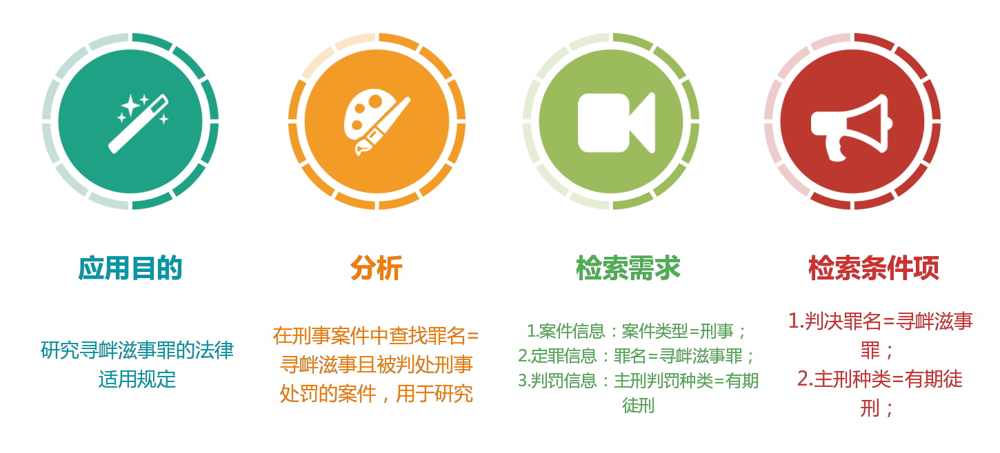 应用目的
研究寻衅滋事罪的法律
适用规定
分析
在刑事案件中查找罪名=
寻衅滋事且被判处刑事
处罚的案件，用于研究
检索需求
1.案件信息：案件类型=刑事；
2.定罪信息：罪名=寻衅滋事罪；
3.判罚信息：主刑判罚种类=有期
徒刑
检索条件项
1.判决罪名=寻衅滋事
罪；
2.主刑种类=有期徒
刑；